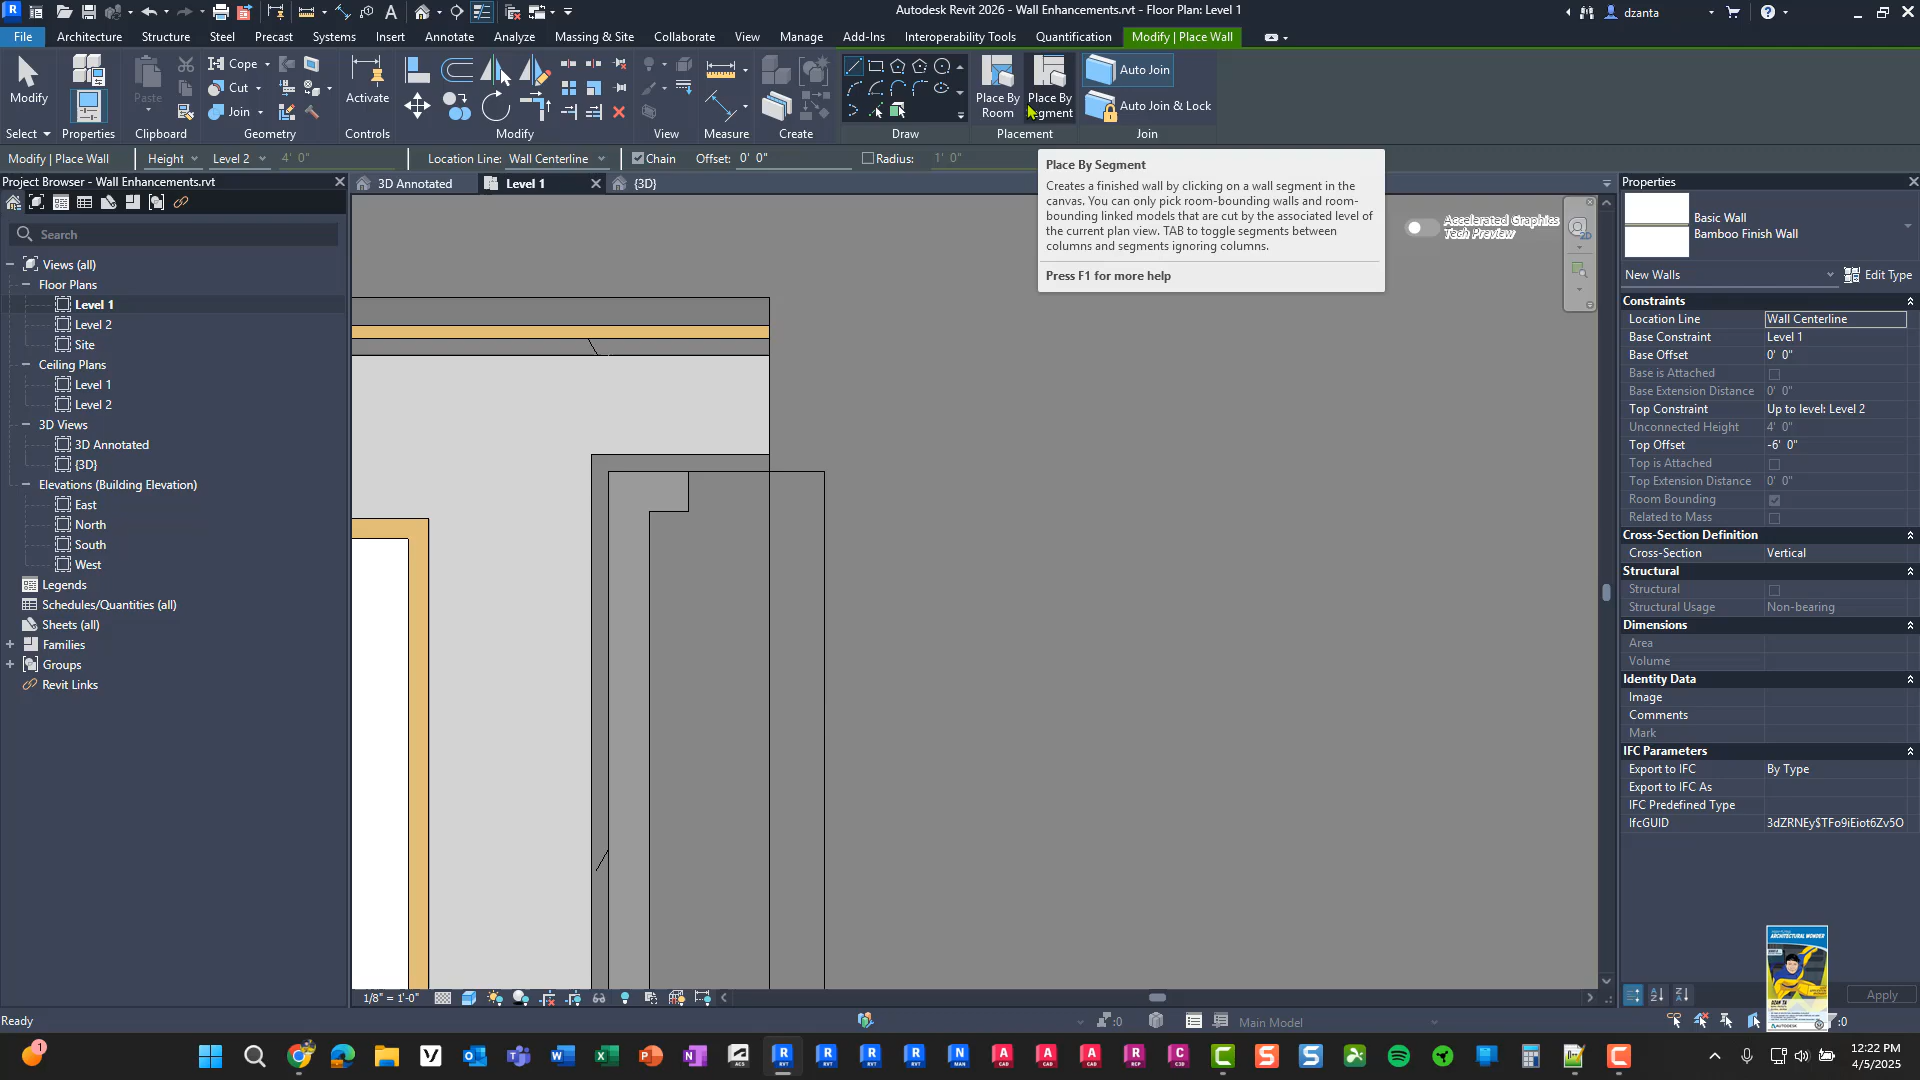 Autodesk Revit 2026 - Wall Enhancements.rvt - Floor Plan: Level 1
dzanta
File
Architecture
Structure
Steel
Precast
Systems
Insert
Annotate
Analyze
Massing & Site
Collaborate
View
Manage
Add-Ins
Interoperability Tools
Quantification
Modify | Place Wall
Modify
Paste
Cope
Cut
Join
Activate
Place By
Room
Place By
Segment
Auto Join
Auto Join & Lock
Select
Properties
Clipboard
Geometry
Controls
Modify
View
Measure
Create
Draw
Placement
Join
Modify | Place Wall
Height
Level 2
4' 0"
Location Line: Wall Centerline
Chain
Offset: 0' 0"
Radius: 1' 0"
Project Browser - Wall Enhancements.rvt
Search
Views (all)
Floor Plans
Level 1
Level 2
Site
Ceiling Plans
Level 1
Level 2
3D Views
3D Annotated
{3D}
Elevations (Building Elevation)
East
North
South
West
Legends
Schedules/Quantities (all)
Sheets (all)
Families
Groups
Revit Links
3D Annotated
Level 1
{3D}
Place By Segment
Creates a finished wall by clicking on a wall segment in the
canvas. You can only pick room-bounding walls and room-
bounding linked models that are cut by the associated level of
the current plan view. TAB to toggle segments between
columns and segments ignoring columns.
Press F1 for more help
Accelerated Graphics
Tech Preview
2D
Properties
Basic Wall
Bamboo Finish Wall
New Walls
Edit Type
Constraints
Location Line Wall Centerline
Base Constraint Level 1
Base Offset 0' 0"
Base is Attached
Base Extension Distance 0' 0"
Top Constraint Up to level: Level 2
Unconnected Height 4' 0"
Top Offset -6' 0"
Top is Attached
Top Extension Distance 0' 0"
Room Bounding
Related to Mass
Cross-Section Definition
Cross-Section Vertical
Structural
Structural
Structural Usage Non-bearing
Dimensions
Area
Volume
Identity Data
Image
Comments
Mark
IFC Parameters
Export to IFC By Type
Export to IFC As
IFC Predefined Type
IfcGUID 3dZRNEy$TFo9iEiot6Zv5O
Apply
ARCHITECTURAL WONDER
AUTODESK
1/8" = 1'-0"
Ready
:0
Main Model
:0
1
12:22 PM
4/5/2025